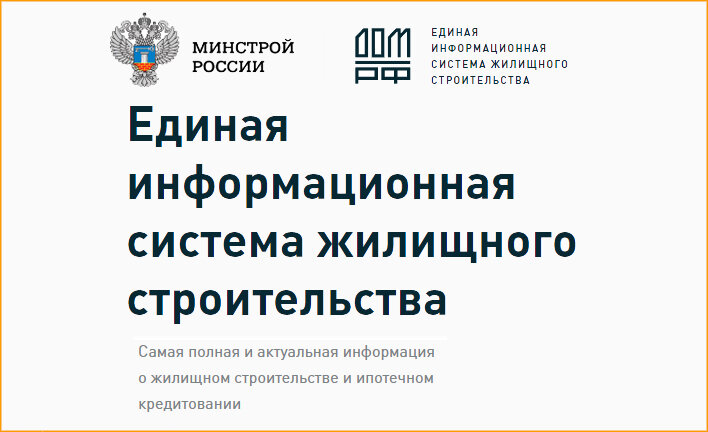 МИНСТРОЙ
РОССИИ
ДОМ
РФ
ЕДИНАЯ
ИНФОРМАЦИОННАЯ
СИСТЕМА ЖИЛИЩНОГО
СТРОИТЕЛЬСТВА
Единая
информационная
система жилищного
строительства
Самая полная и актуальная информация
о жилищном строительстве и ипотечном
кредитовании